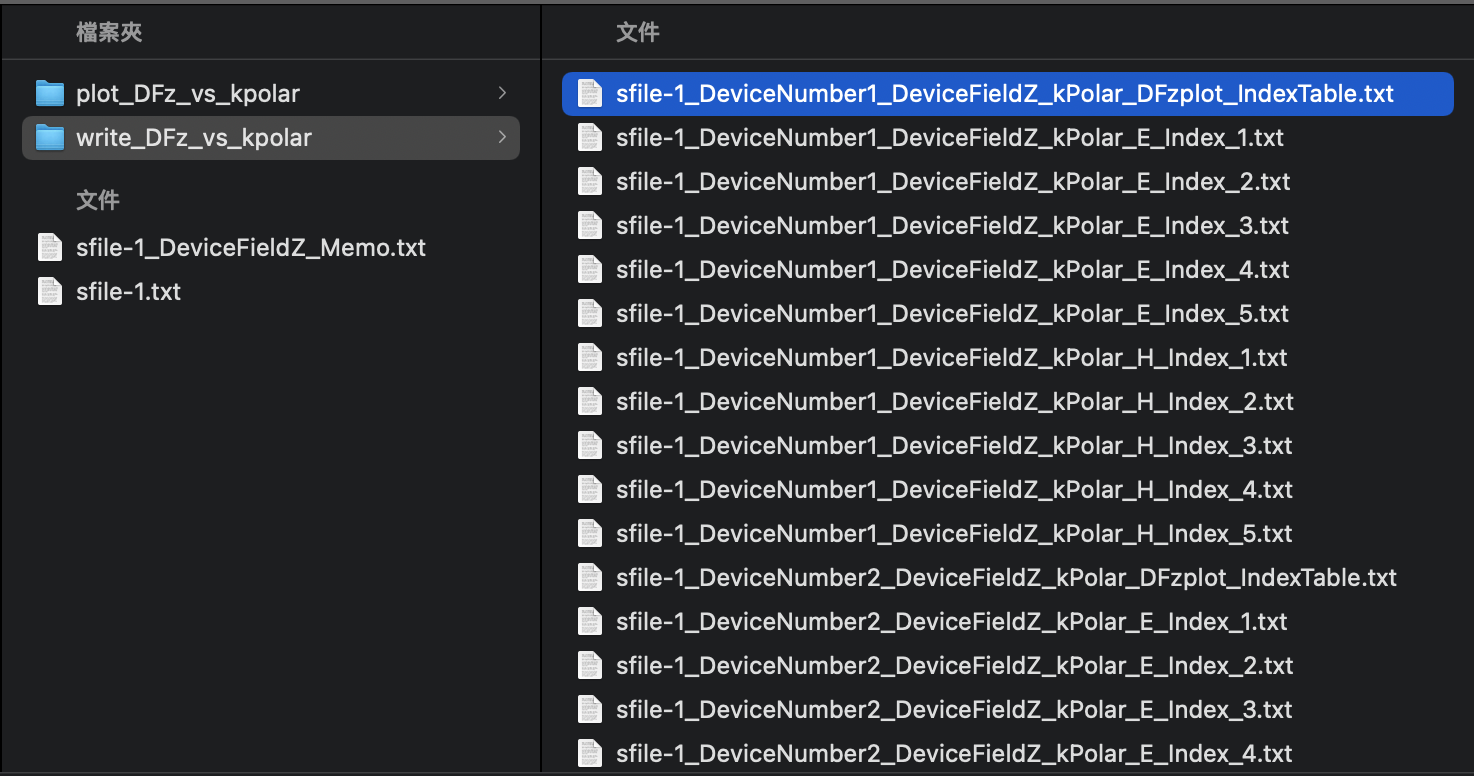 檔案夾
plot_DFz_vs_kpolar
write_DFz_vs_kpolar
文件
sfile-1_DeviceFieldZ_Memo.txt
sfile-1.txt
文件
sfile-1_DeviceNumber1_DeviceFieldZ_kPolar_DFzplot_IndexTable.txt
sfile-1_DeviceNumber1_DeviceFieldZ_kPolar_E_Index_1.txt
sfile-1_DeviceNumber1_DeviceFieldZ_kPolar_E_Index_2.txt
sfile-1_DeviceNumber1_DeviceFieldZ_kPolar_E_Index_3.txt
sfile-1_DeviceNumber1_DeviceFieldZ_kPolar_E_Index_4.txt
sfile-1_DeviceNumber1_DeviceFieldZ_kPolar_E_Index_5.txt
sfile-1_DeviceNumber1_DeviceFieldZ_kPolar_H_Index_1.txt
sfile-1_DeviceNumber1_DeviceFieldZ_kPolar_H_Index_2.txt
sfile-1_DeviceNumber1_DeviceFieldZ_kPolar_H_Index_3.txt
sfile-1_DeviceNumber1_DeviceFieldZ_kPolar_H_Index_4.txt
sfile-1_DeviceNumber1_DeviceFieldZ_kPolar_H_Index_5.txt
sfile-1_DeviceNumber2_DeviceFieldZ_kPolar_DFzplot_IndexTable.txt
sfile-1_DeviceNumber2_DeviceFieldZ_kPolar_E_Index_1.txt
sfile-1_DeviceNumber2_DeviceFieldZ_kPolar_E_Index_2.txt
sfile-1_DeviceNumber2_DeviceFieldZ_kPolar_E_Index_3.txt
sfile-1_DeviceNumber2_DeviceFieldZ_kPolar_E_Index_4.txt